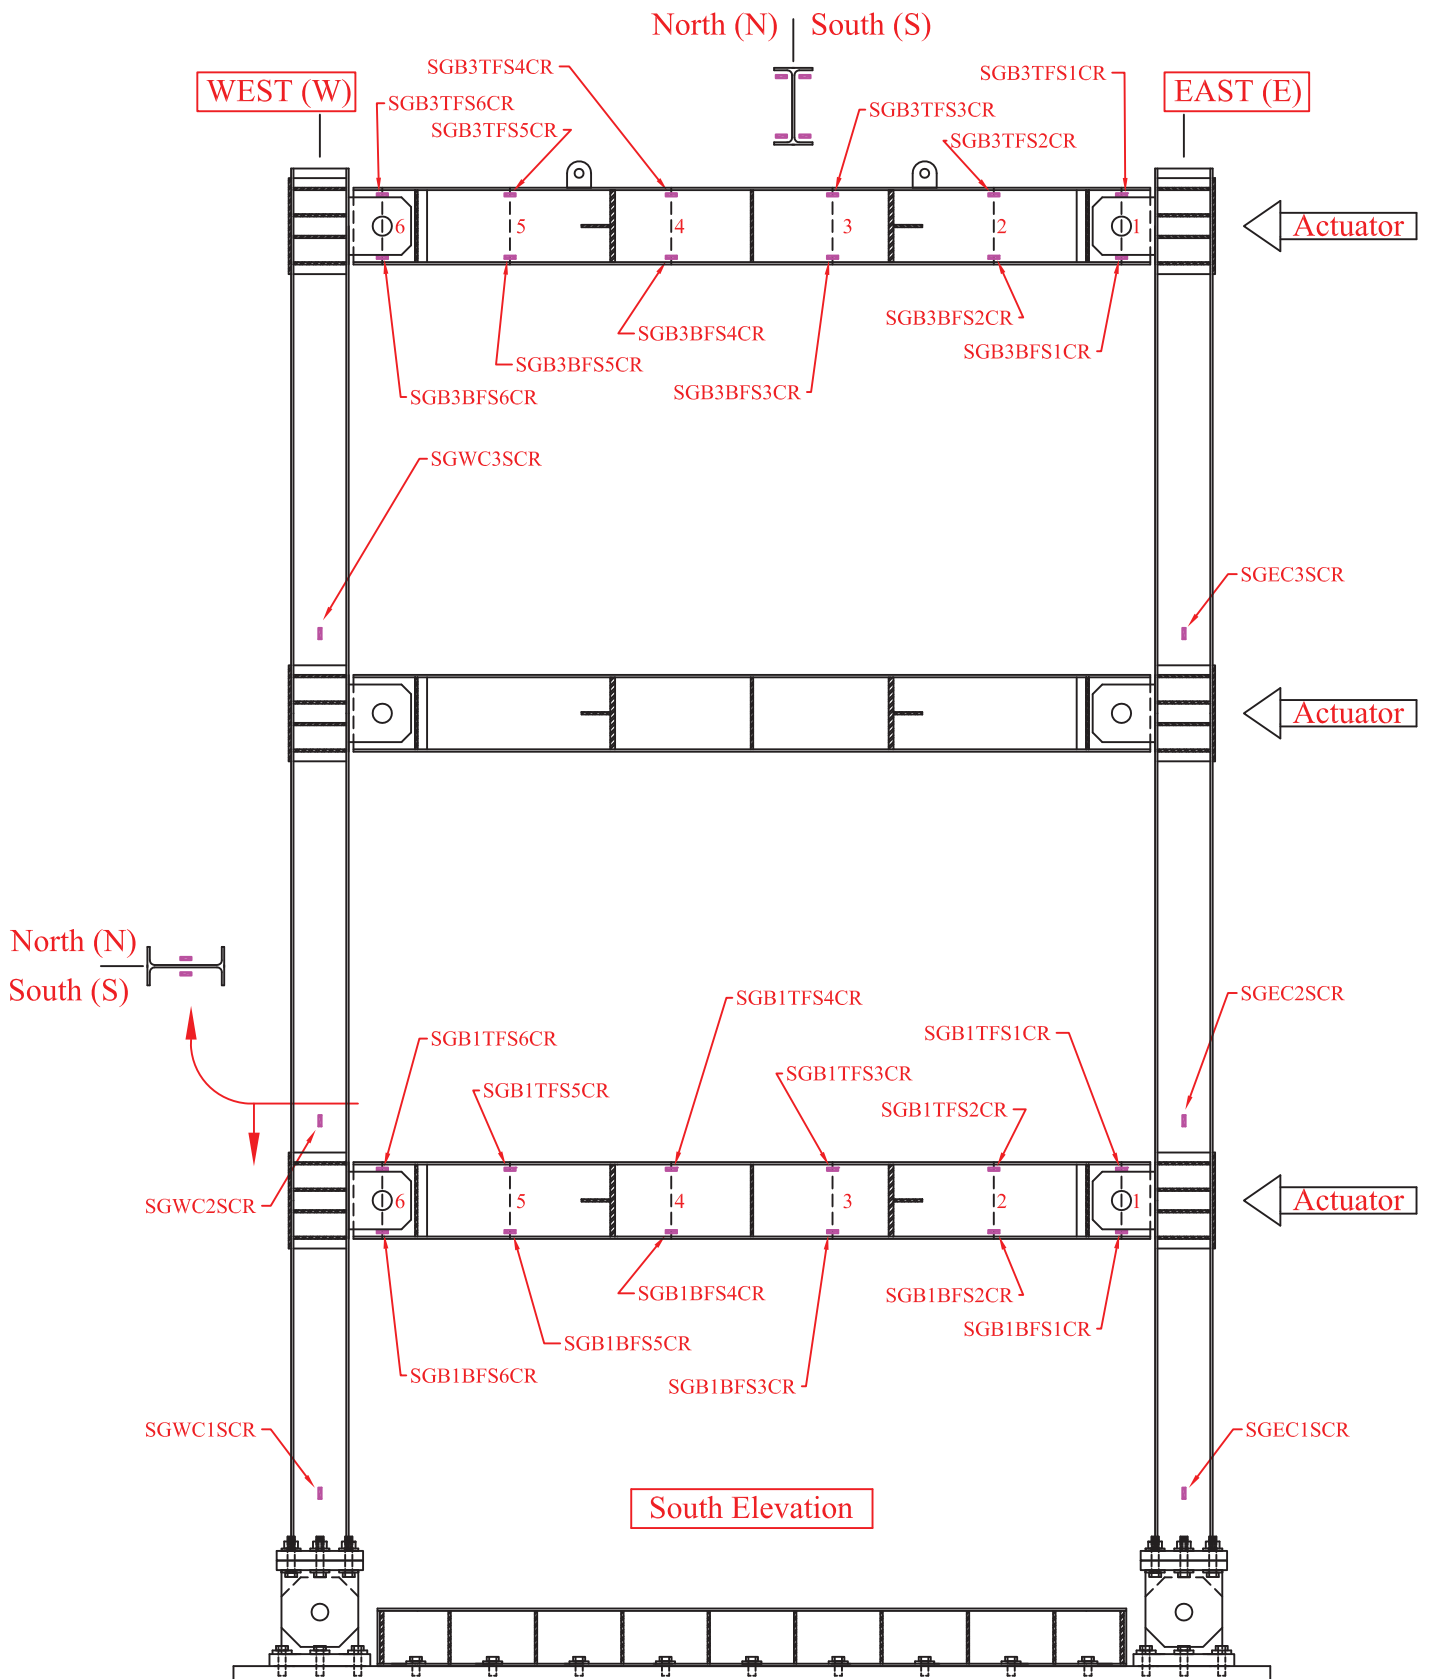 North (N) South (S)
WEST (W)
EAST (E)
SGB3TFS4CR
SGB3TFS1CR
SGB3TFS6CR
SGB3TFS3CR
SGB3TFS5CR
SGB3TFS2CR
6 5 4 3 2 1
Actuator
SGB3BFS2CR
SGB3BFS4CR
SGB3BFS1CR
SGB3BFS5CR
SGB3BFS3CR
SGB3BFS6CR
SGWC3SCR
SGEC3SCR
Actuator
North (N)
South (S)
SGB1TFS4CR
SGEC2SCR
SGB1TFS6CR
SGB1TFS1CR
SGB1TFS3CR
SGB1TFS5CR
SGB1TFS2CR
SGWC2SCR
6 5 4 3 2 1
Actuator
SGB1BFS4CR
SGB1BFS2CR
SGB1BFS1CR
SGB1BFS5CR
SGB1BFS6CR
SGB1BFS3CR
SGWC1SCR
SGEC1SCR
South Elevation